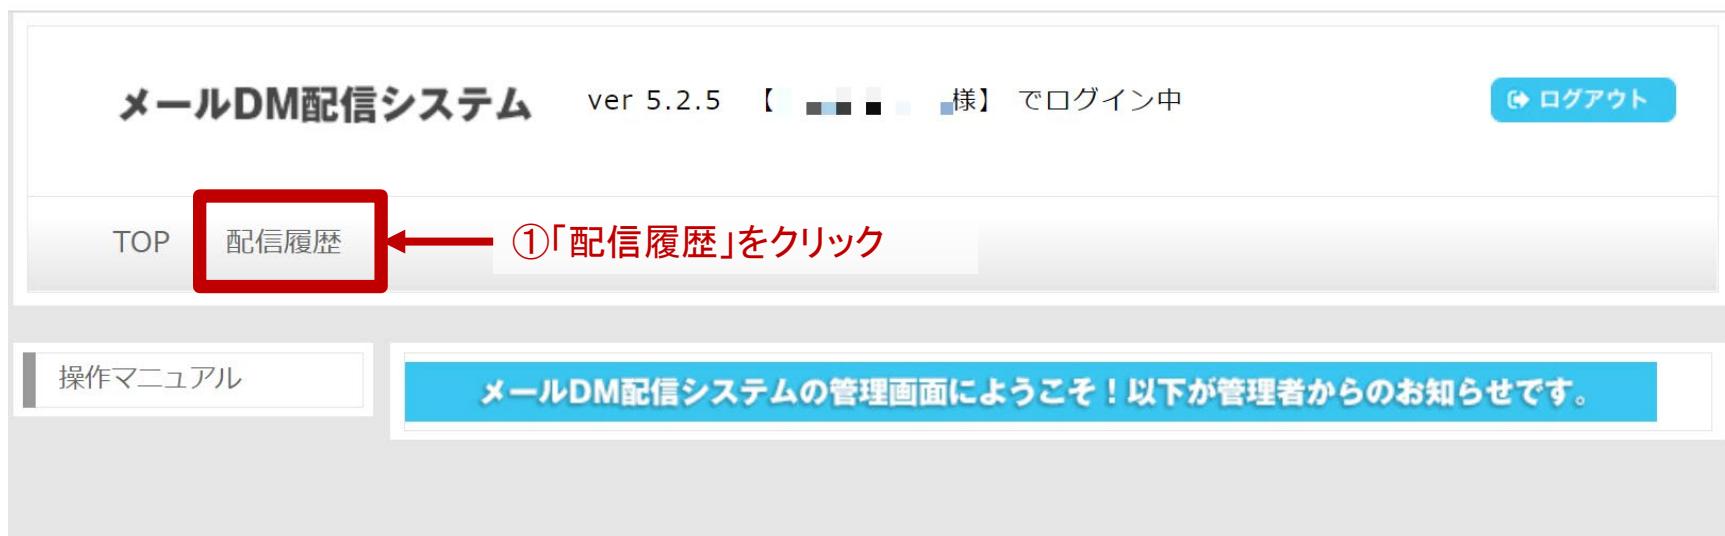 メールDM配信システム ver 5.2.5 【 様】 でログイン中 ログアウト
TOP 配信履歴 ①「配信履歴」をクリック
操作マニュアル
メールDM配信システムの管理画面にようこそ！以下が管理者からのお知らせです。